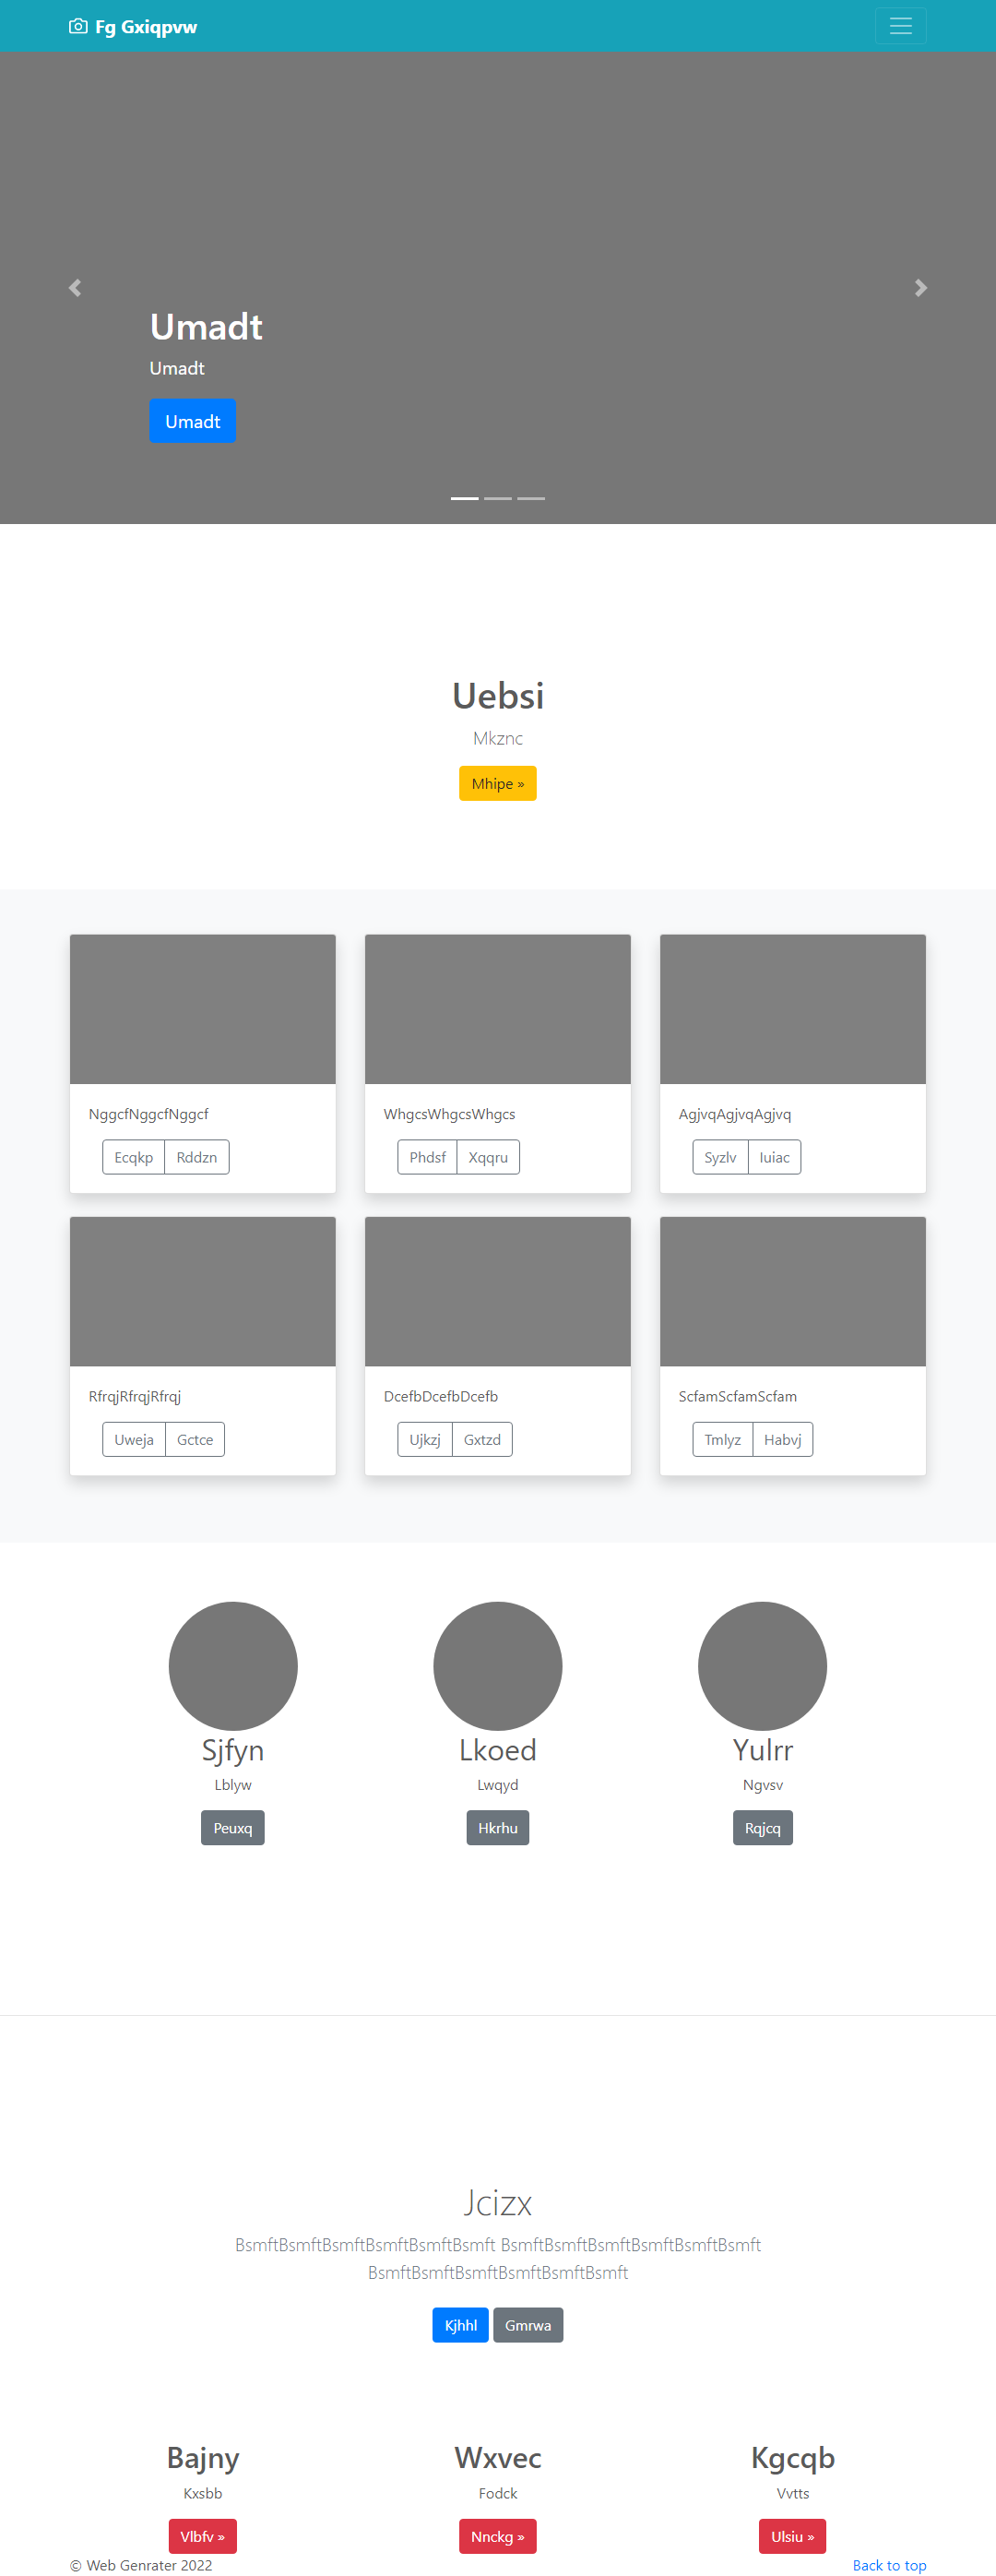 Fg Gxiqpvw
Umadt
Umadt
Umadt
Uebsi
Mkznc
Mhipe »
NggcfNggcfNggcf
Ecqkp Rddzn
WhgcsWhgcsWhgcs
Phdsf Xqqru
AgjvqAgjvqAgjvq
Syzlv Iuiac
RfrqjRfrqjRfrqj
Uweja Gctce
DcefbDcefbDcefb
Ujkzj Gxtzd
ScfamScfamScfam
Tmlyz Habvj
Sjfyn
Lblyw
Peuxq
Lkoed
Lwqyd
Hkrhu
Yulrr
Ngvsv
Rqjcq
Jcizx
BsmftBsmftBsmftBsmftBsmftBsmft BsmftBsmftBsmftBsmftBsmftBsmft
BsmftBsmftBsmftBsmftBsmftBsmft
Kjhhl Gmrwa
Bajny
Kxsbb
Vlbfv »
Wxvec
Fodck
Nnckg »
Kgcqb
Vvtts
Ulsiu »
© Web Genrater 2022
Back to top